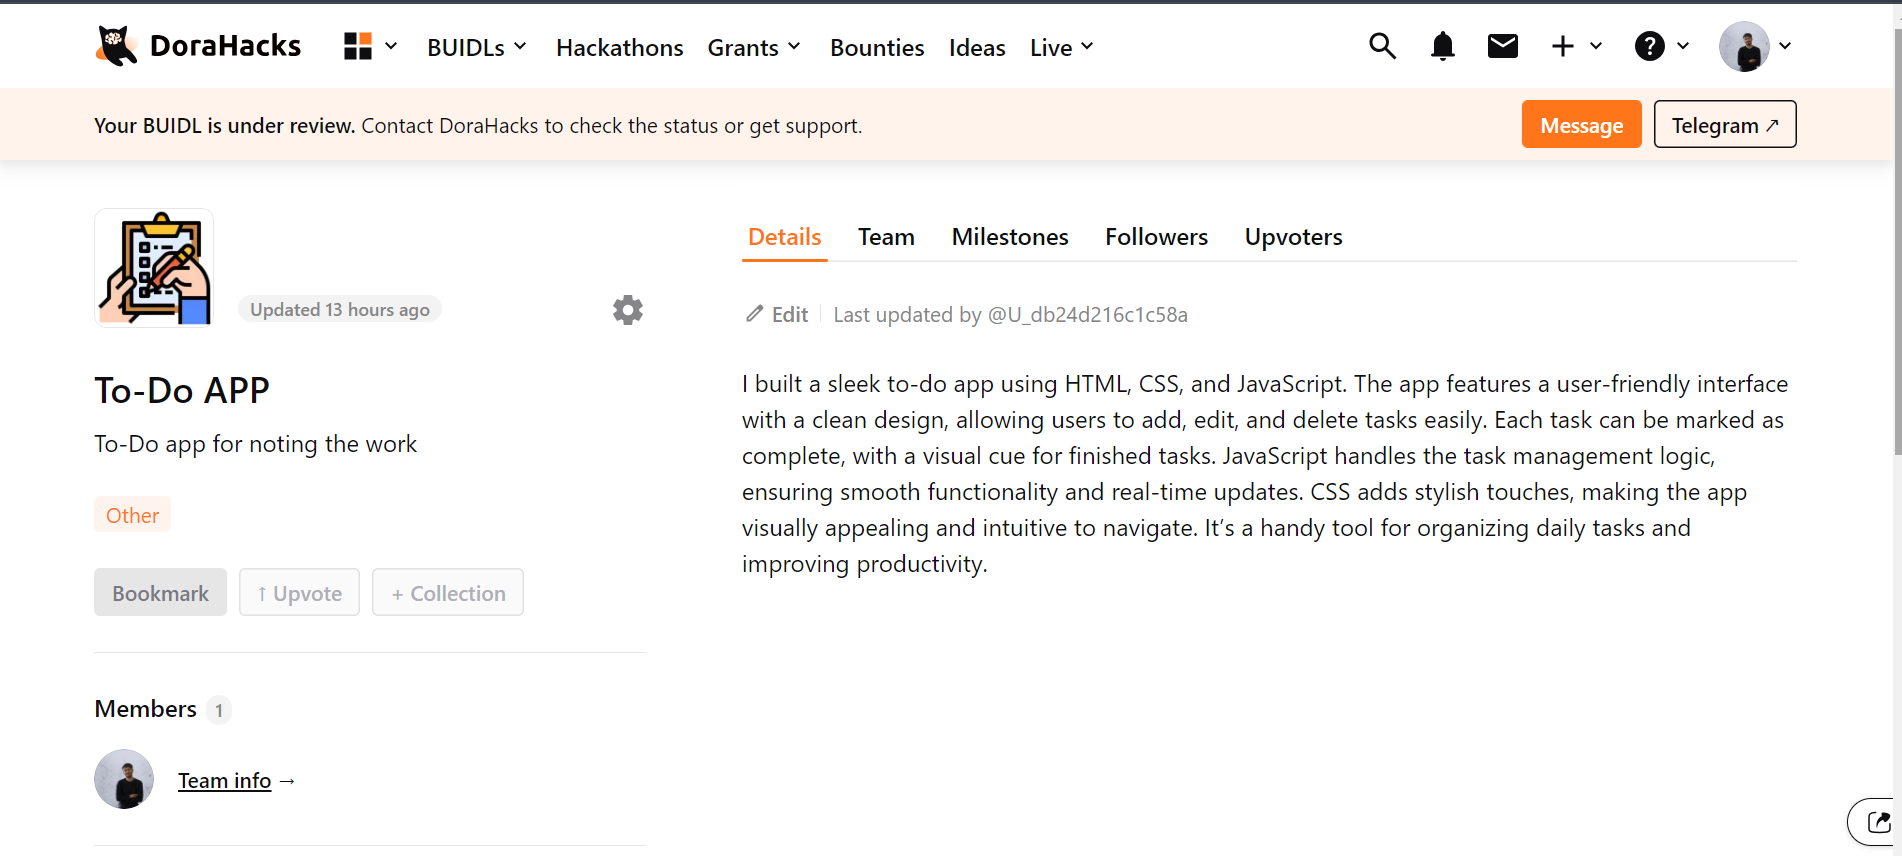 DoraHacks
BUIDLs
Hackathons
Grants
Bounties
Ideas
Live
Your BUIDL is under review. Contact DoraHacks to check the status or get support.
Message
Telegram ↗
Updated 13 hours ago
To-Do APP
To-Do app for noting the work
Other
Bookmark
↑ Upvote
+ Collection
Members 1
Team info →
Details
Team
Milestones
Followers
Upvoters
Edit
Last updated by @U_db24d216c1c58a
I built a sleek to-do app using HTML, CSS, and JavaScript. The app features a user-friendly interface
with a clean design, allowing users to add, edit, and delete tasks easily. Each task can be marked as
complete, with a visual cue for finished tasks. JavaScript handles the task management logic,
ensuring smooth functionality and real-time updates. CSS adds stylish touches, making the app
visually appealing and intuitive to navigate. It’s a handy tool for organizing daily tasks and
improving productivity.